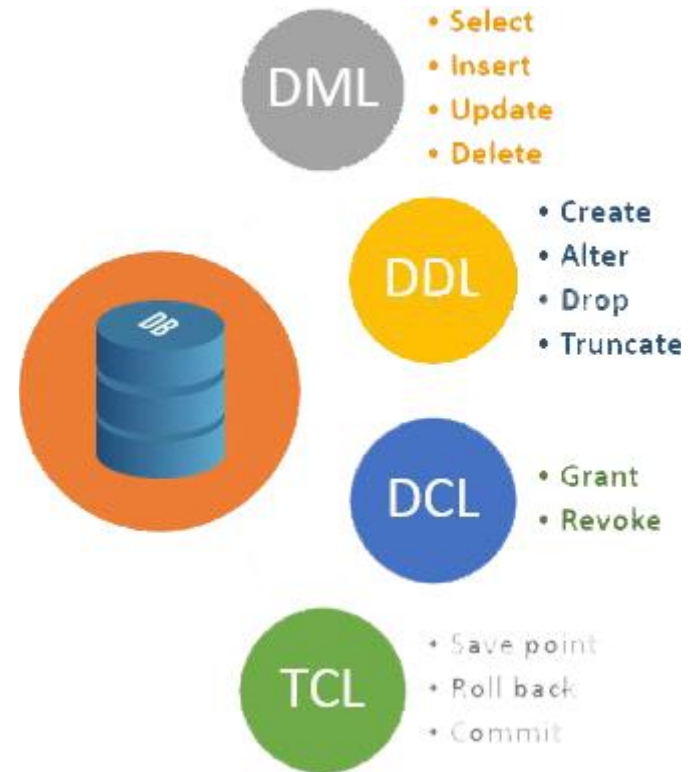 DML
• Select
• Insert
• Update
• Delete
DDL
• Create
• Alter
• Drop
• Truncate
DB
DCL
• Grant
• Revoke
TCL
• Save point
• Roll back
• Commit